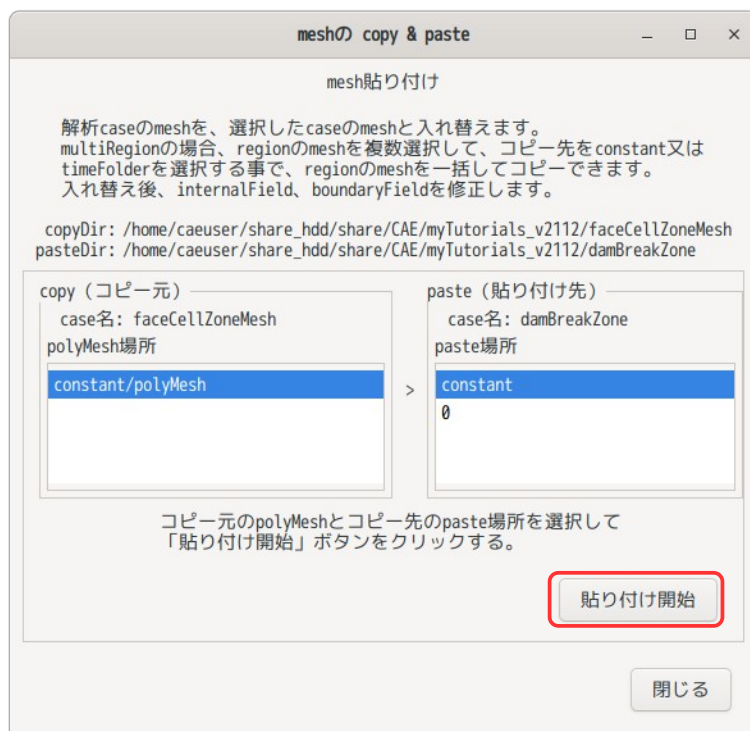 meshの copy & paste
mesh貼り付け
解析caseのmeshを、選択したcaseのmeshと入れ替えます。
multiRegionの場合、regionのmeshを複数選択して、コピー先をconstant又は
timeFolderを選択する事で、regionのmeshを一括してコピーできます。
入れ替え後、internalField、boundaryFieldを修正します。
copyDir: /home/caeuser/share_hdd/share/CAE/myTutorials_v2112/faceCellZoneMesh
pasteDir: /home/caeuser/share_hdd/share/CAE/myTutorials_v2112/damBreakZone
copy（コピー元）
case名: faceCellZoneMesh
polyMesh場所
constant/polyMesh
>
paste（貼り付け先）
case名: damBreakZone
paste場所
constant
0
コピー元のpolyMeshとコピー先のpaste場所を選択して
「貼り付け開始」ボタンをクリックする。
貼り付け開始
閉じる